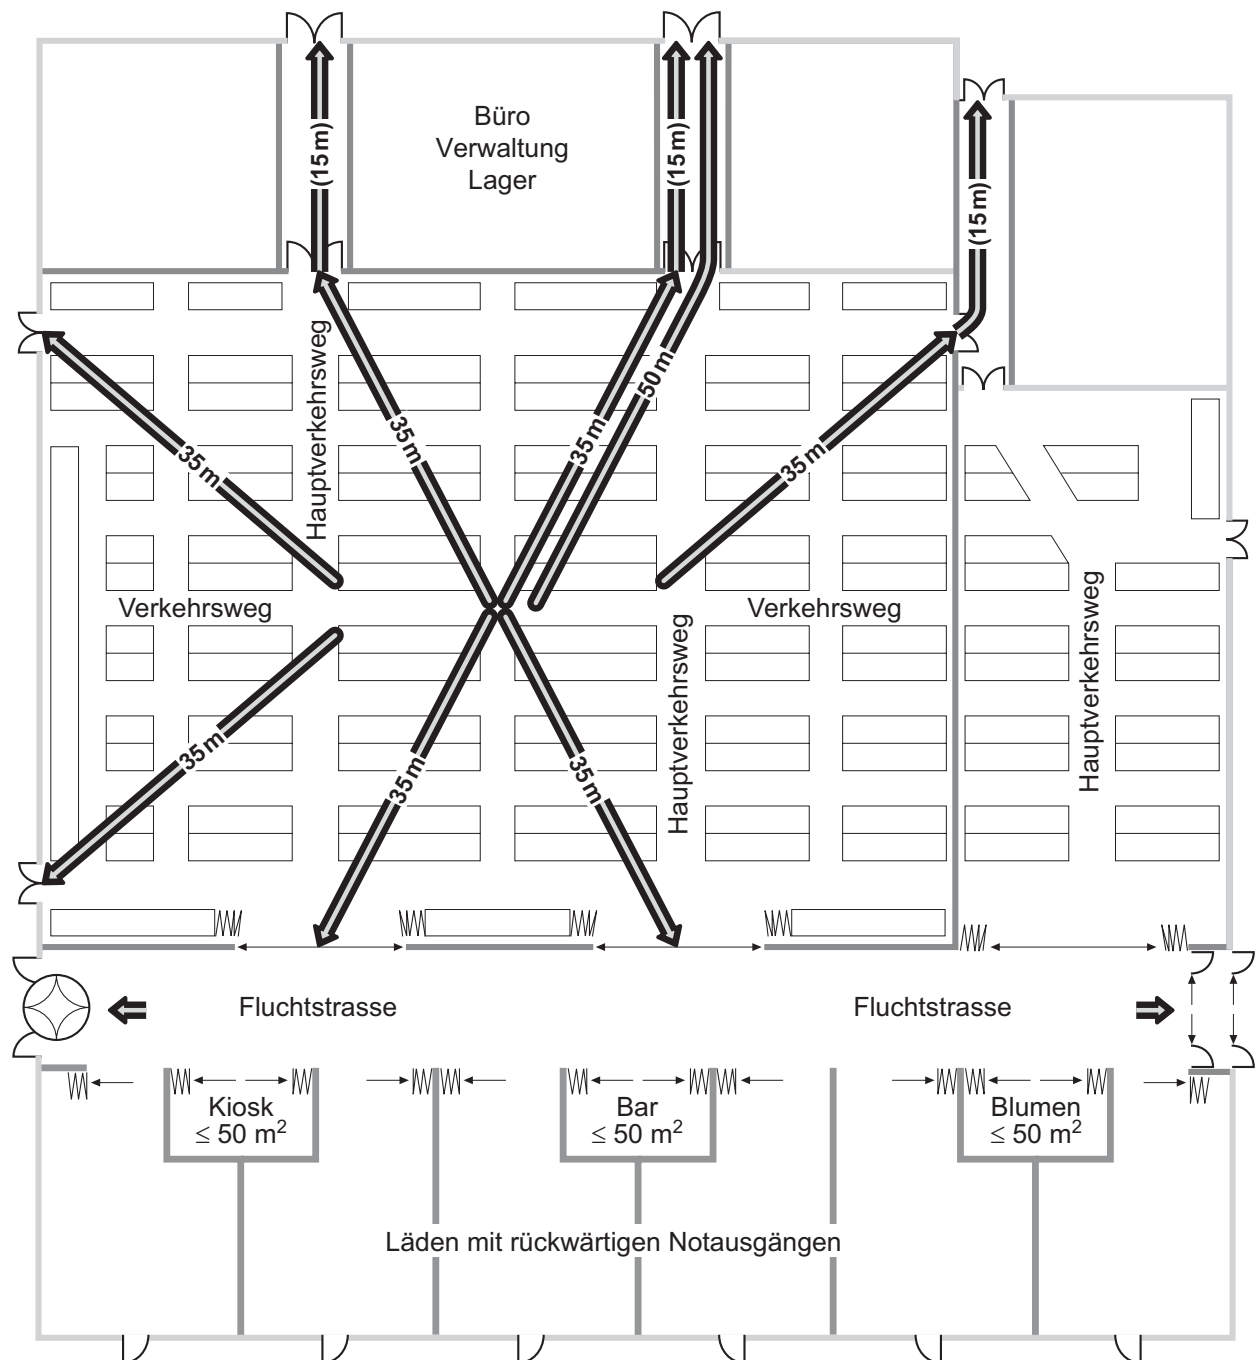 Büro
Verwaltung
Lager
(15 m)
(15 m)
(15 m)
Hauptverkehrsweg
50 m
35 m
35 m
35 m
35 m
Verkehrsweg
Verkehrsweg
Hauptverkehrsweg
Hauptverkehrsweg
35 m
35 m
35 m
Fluchtstrasse
Fluchtstrasse
Kiosk
≤ 50 m²
Bar
≤ 50 m²
Blumen
≤ 50 m²
Läden mit rückwärtigen Notausgängen